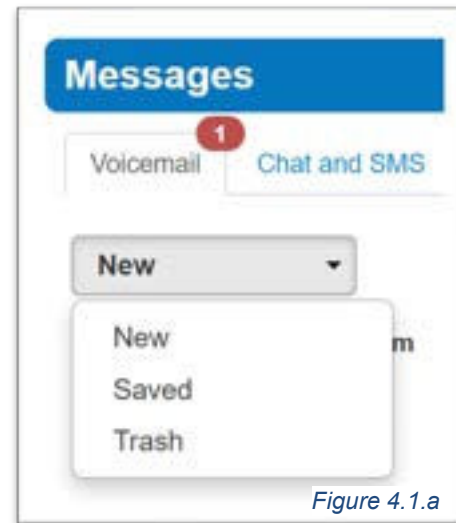 Messages
1
Voicemail Chat and SMS
New
New
m
Saved
Trash
Figure 4.1.a